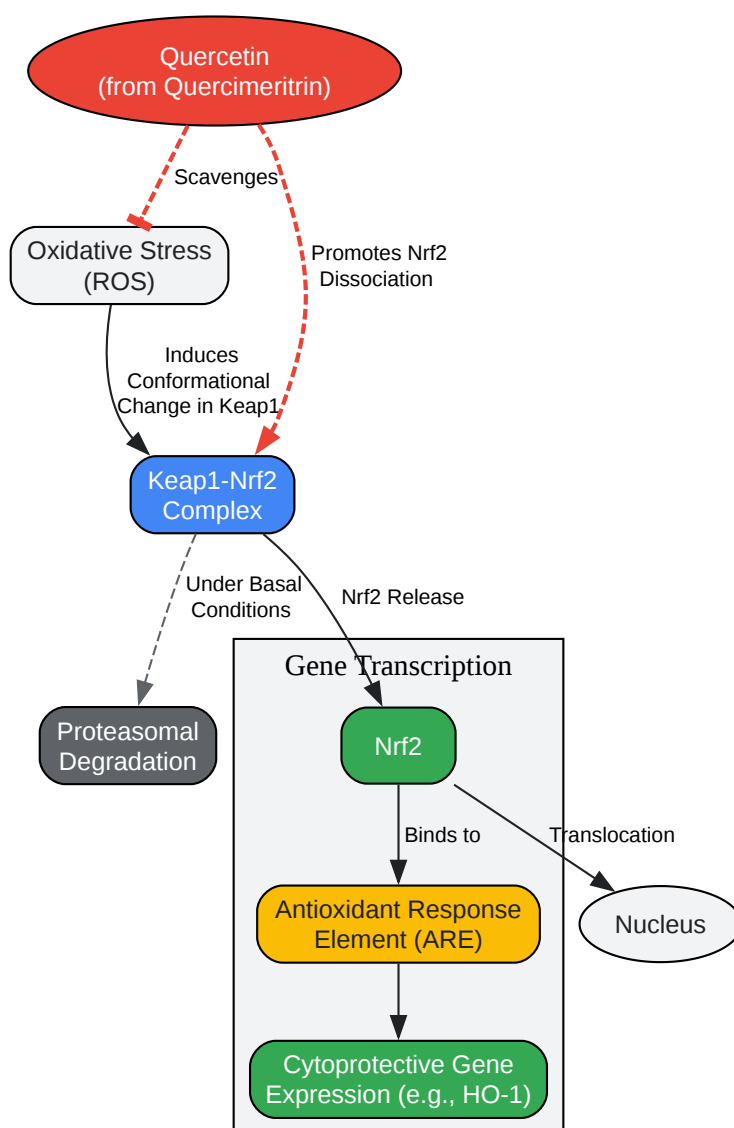 Quercetin
(from Quercimeritrin)
Scavenges
Oxidative Stress
(ROS)
Promotes Nrf2
Dissociation
Induces
Conformational
Change in Keap1
Keap1-Nrf2
Complex
Under Basal
Conditions
Nrf2 Release
Gene Transcription
Proteasomal
Degradation
Nrf2
Binds to
Translocation
Antioxidant Response
Element (ARE)
Nucleus
Cytoprotective Gene
Expression (e.g., HO-1)